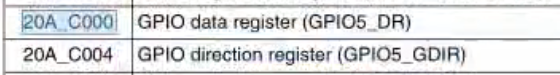 20A_C000 GPIO data register (GPIO5_DR)
20A_C004 GPIO direction register (GPIO5_GDIR)